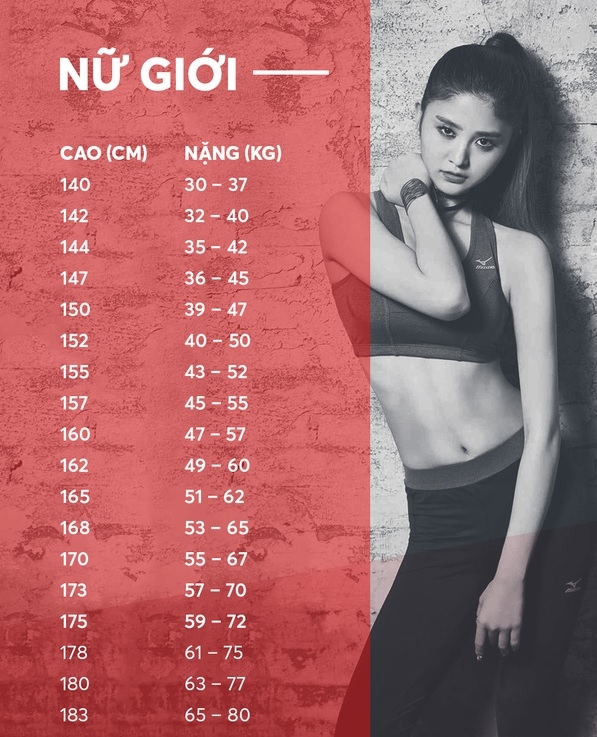 NỮ GIỚI
CAO (CM) NẶNG (KG)
140 30 – 37
142 32 – 40
144 35 – 42
147 36 – 45
150 39 – 47
152 40 – 50
155 43 – 52
157 45 – 55
160 47 – 57
162 49 – 60
165 51 – 62
168 53 – 65
170 55 – 67
173 57 – 70
175 59 – 72
178 61 – 75
180 63 – 77
183 65 – 80